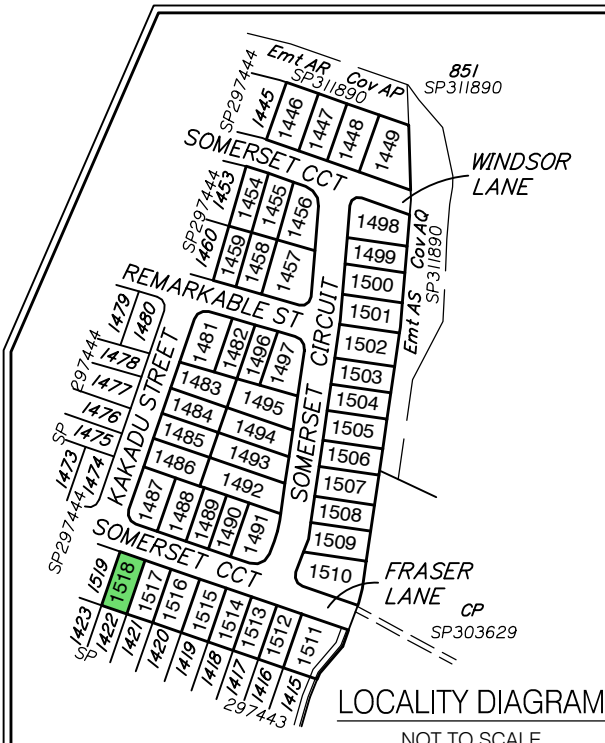 Emt AR Cov AP
SP311890
851
SP311890
SP297444
1445
1446
1447
1448
1449
SOMERSET CCT
WINDSOR
LANE
SP297444
1453
1454
1455
1456
1460
1459
1458
1457
1498
1499
1500
1501
1502
1503
1504
1505
1506
1507
1508
1509
1510
Cov AQ
SP311890
Emt AS
SOMERSET CIRCUIT
REMARKABLE ST
1479
1480
1478
1477
1476
1475
1473
1474
SP 297444
SP297444
KAKADU STREET
1481
1482
1496
1497
1483
1495
1484
1494
1485
1493
1486
1492
1487
1488
1489
1490
1491
SOMERSET CCT
FRASER
LANE
CP
SP303629
1519
1518
1517
1516
1515
1514
1513
1512
1511
1423
1422
1421
1420
1419
1418
1417
1416
1415
SP 297443
LOCALITY DIAGRAM
NOT TO SCALE